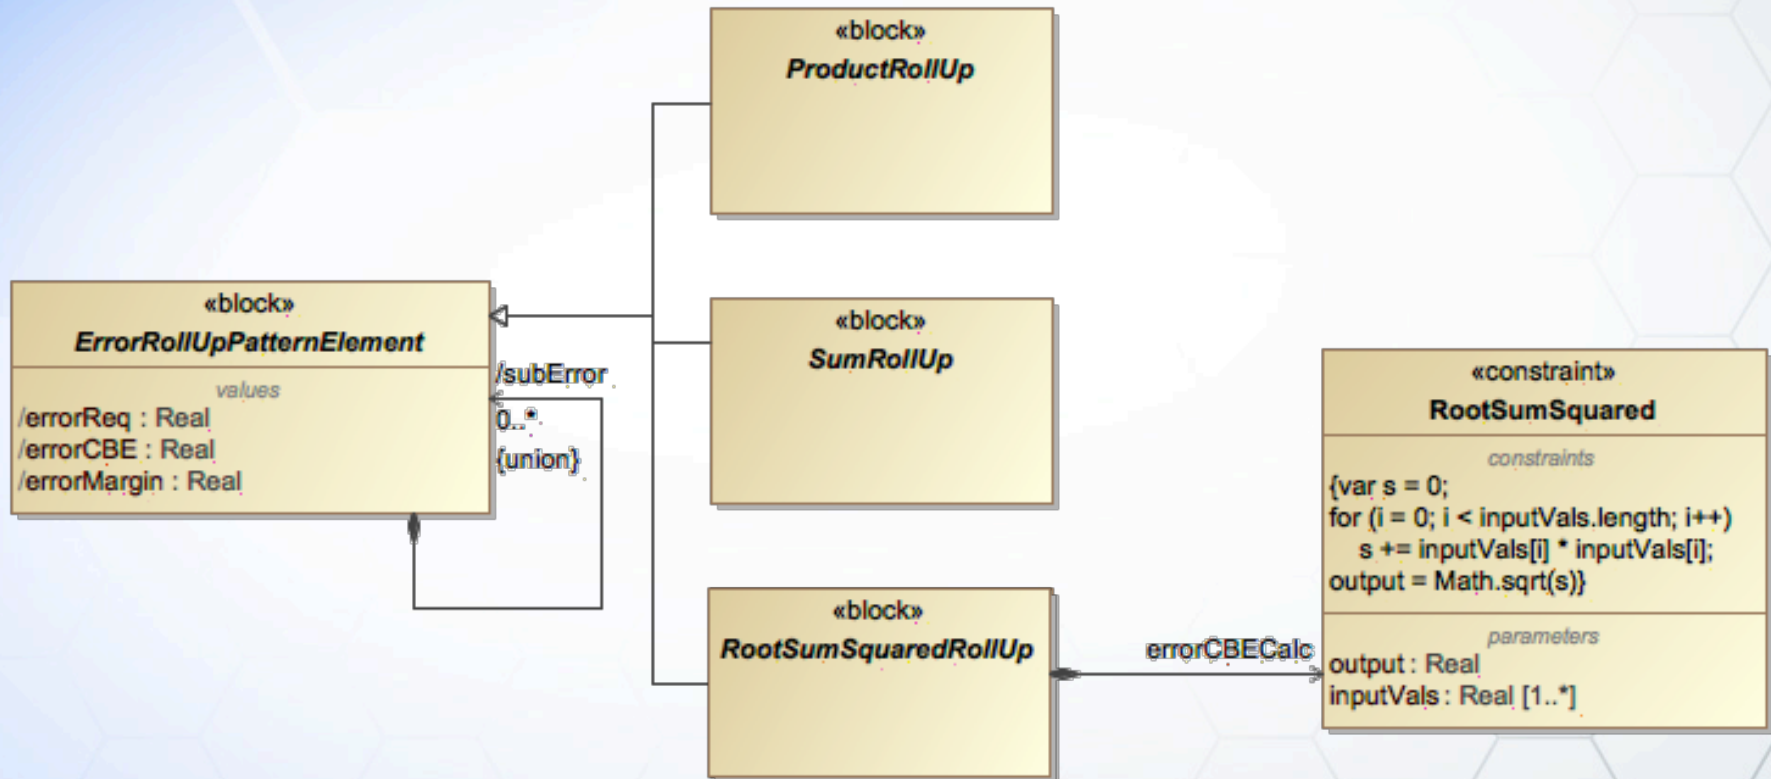 «block»
ProductRollUp
«block»
ErrorRollUpPatternElement
values
/errorReq : Real
/errorCBE : Real
/errorMargin : Real
/subError
0..*
{union}
«block»
SumRollUp
«block»
RootSumSquaredRollUp
errorCBECalc
«constraint»
RootSumSquared
constraints
{var s = 0;
for (i = 0; i < inputVals.length; i++)
s += inputVals[i] * inputVals[i];
output = Math.sqrt(s)}
parameters
output : Real
inputVals : Real [1..*]